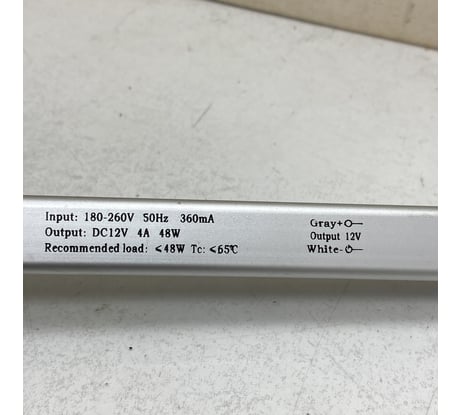 Input: 180-260V 50Hz 360mA
Output: DC12V 4A 48W
Recommended load: ≤48W Tc: ≤65℃
Gray+
Output 12V
White-